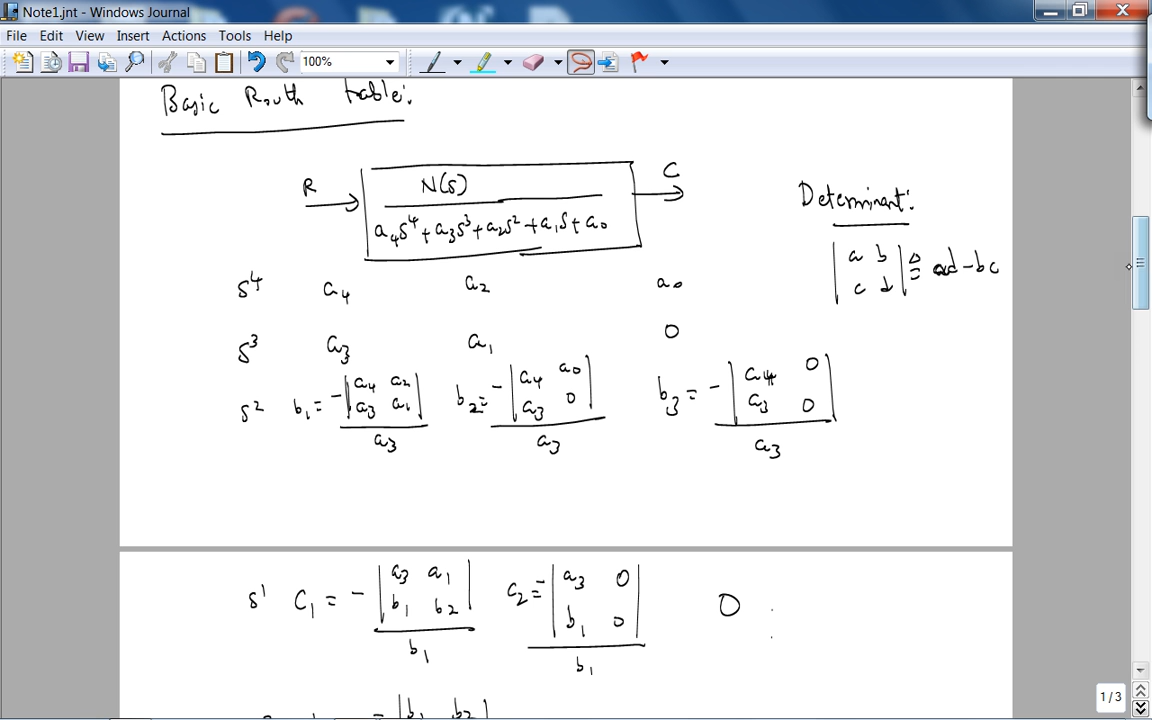 Note1.jnt - Windows Journal
File Edit View Insert Actions Tools Help
100%
Basic Routh table:
R N(s) C
a₄s⁴+a₃s³+a₂s²+a₁s+a₀
Determinant:
|a b; c d| ≜ ad-bc
s⁴ a₄ a₂ a₀
s³ a₃ a₁ 0
s² b₁ = -|a₄ a₂; a₃ a₁| / a₃ b₂ = -|a₄ a₀; a₃ 0| / a₃ b₃ = -|a₄ 0; a₃ 0| / a₃
s¹ C₁ = -|a₃ a₁; b₁ b₂| / b₁ c₂ = -|a₃ 0; b₁ 0| / b₁ 0
= |b₁ b₂|
1 / 3